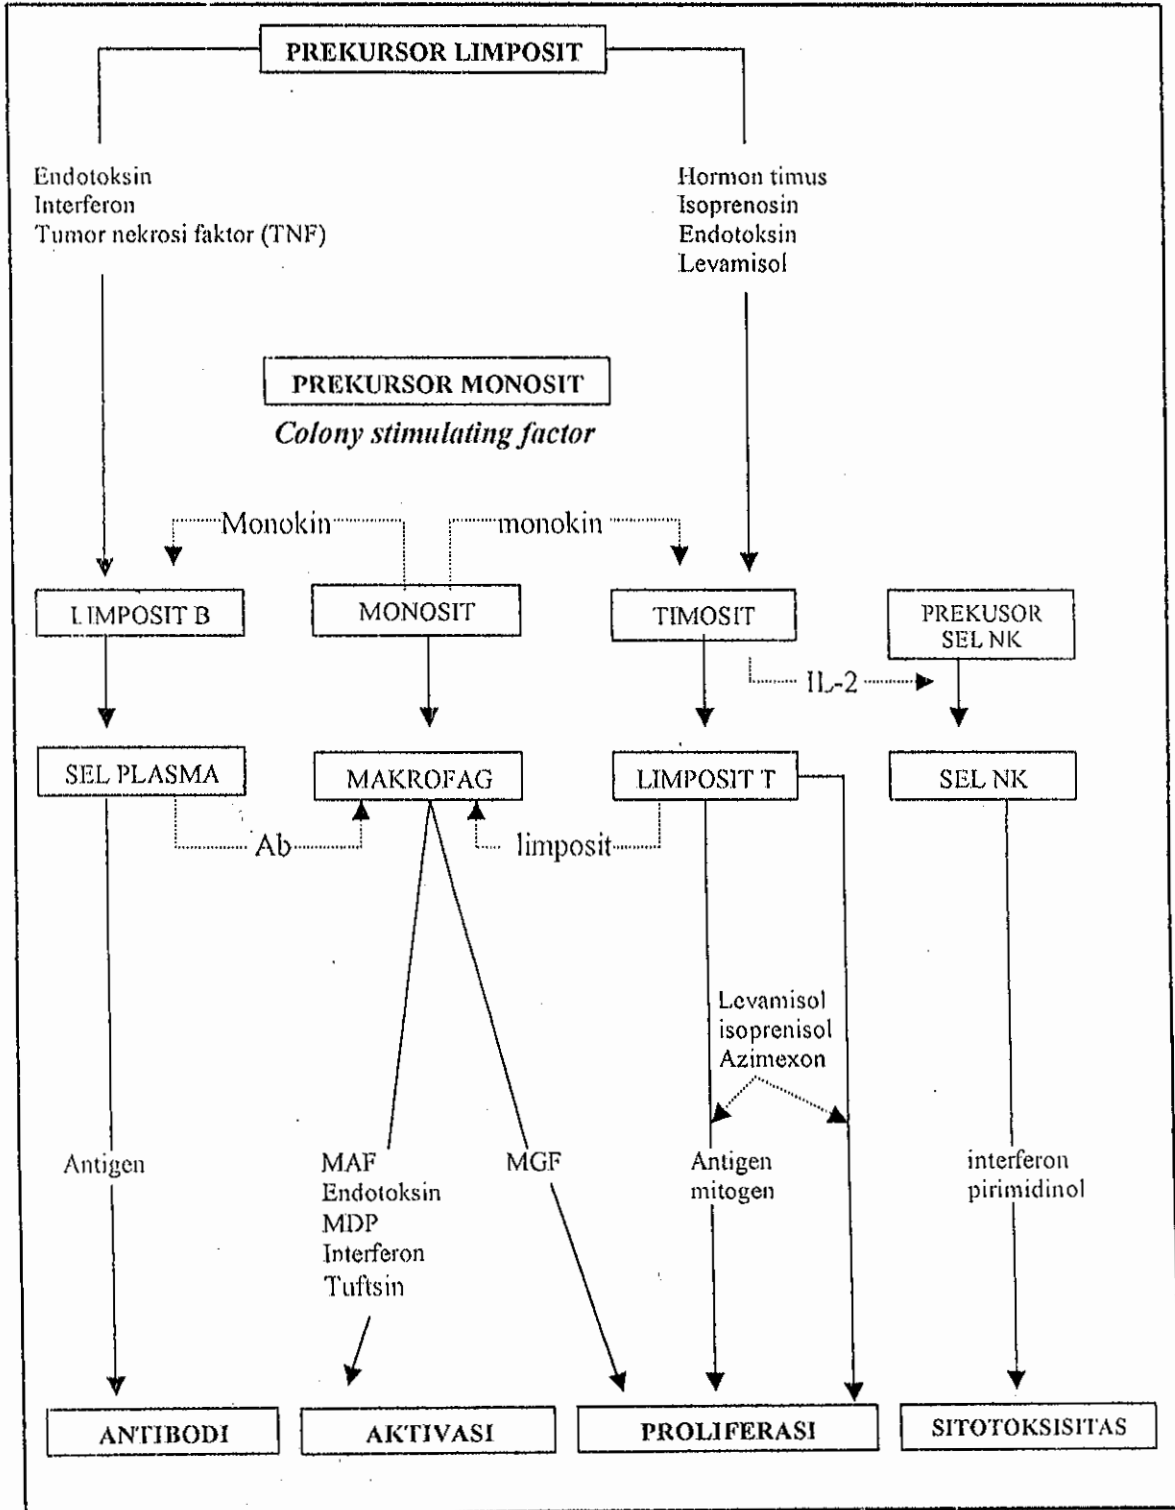 PREKURSOR LIMPOSIT
Endotoksin
Interferon
Tumor nekrosi faktor (TNF)
Hormon timus
Isoprenosin
Endotoksin
Levamisol
PREKURSOR MONOSIT
Colony stimulating factor
Monokin
monokin
LIMPOSIT B
MONOSIT
TIMOSIT
PREKUSOR
SEL NK
IL-2
SEL PLASMA
MAKROFAG
LIMPOSIT T
SEL NK
Ab
limposit
Levamisol
isoprenisol
Azimexon
Antigen
MAF
Endotoksin
MDP
Interferon
Tuftsin
MGF
Antigen
mitogen
interferon
pirimidinol
ANTIBODI
AKTIVASI
PROLIFERASI
SITOTOKSISITAS